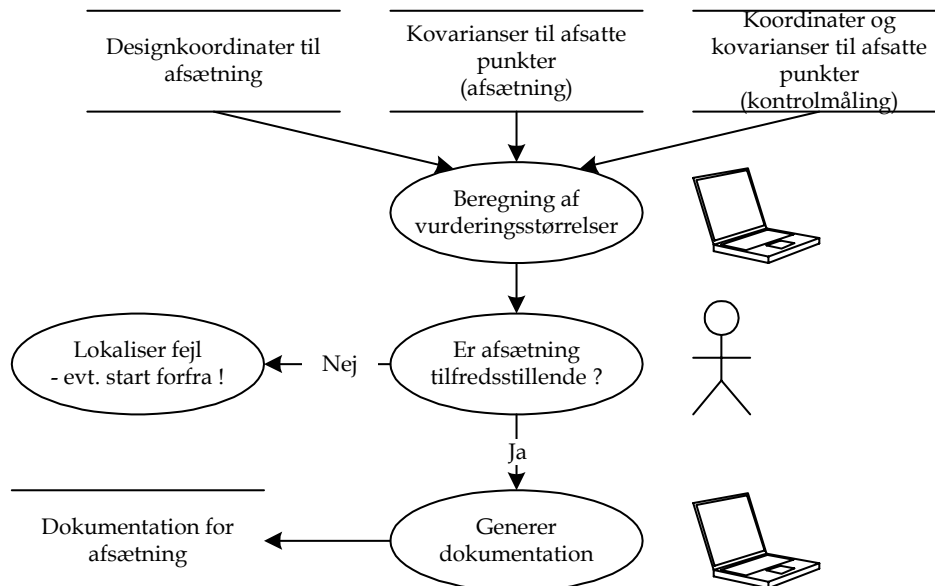 Designkoordinater til
afsætning
Kovarianser til afsatte
punkter
(afsætning)
Koordinater og
kovarianser til afsatte
punkter
(kontrolmåling)
Beregning af
vurderingsstørrelser
Lokaliser fejl
- evt. start forfra !
Nej
Er afsætning
tilfredsstillende ?
Ja
Dokumentation for
afsætning
Generer
dokumentation